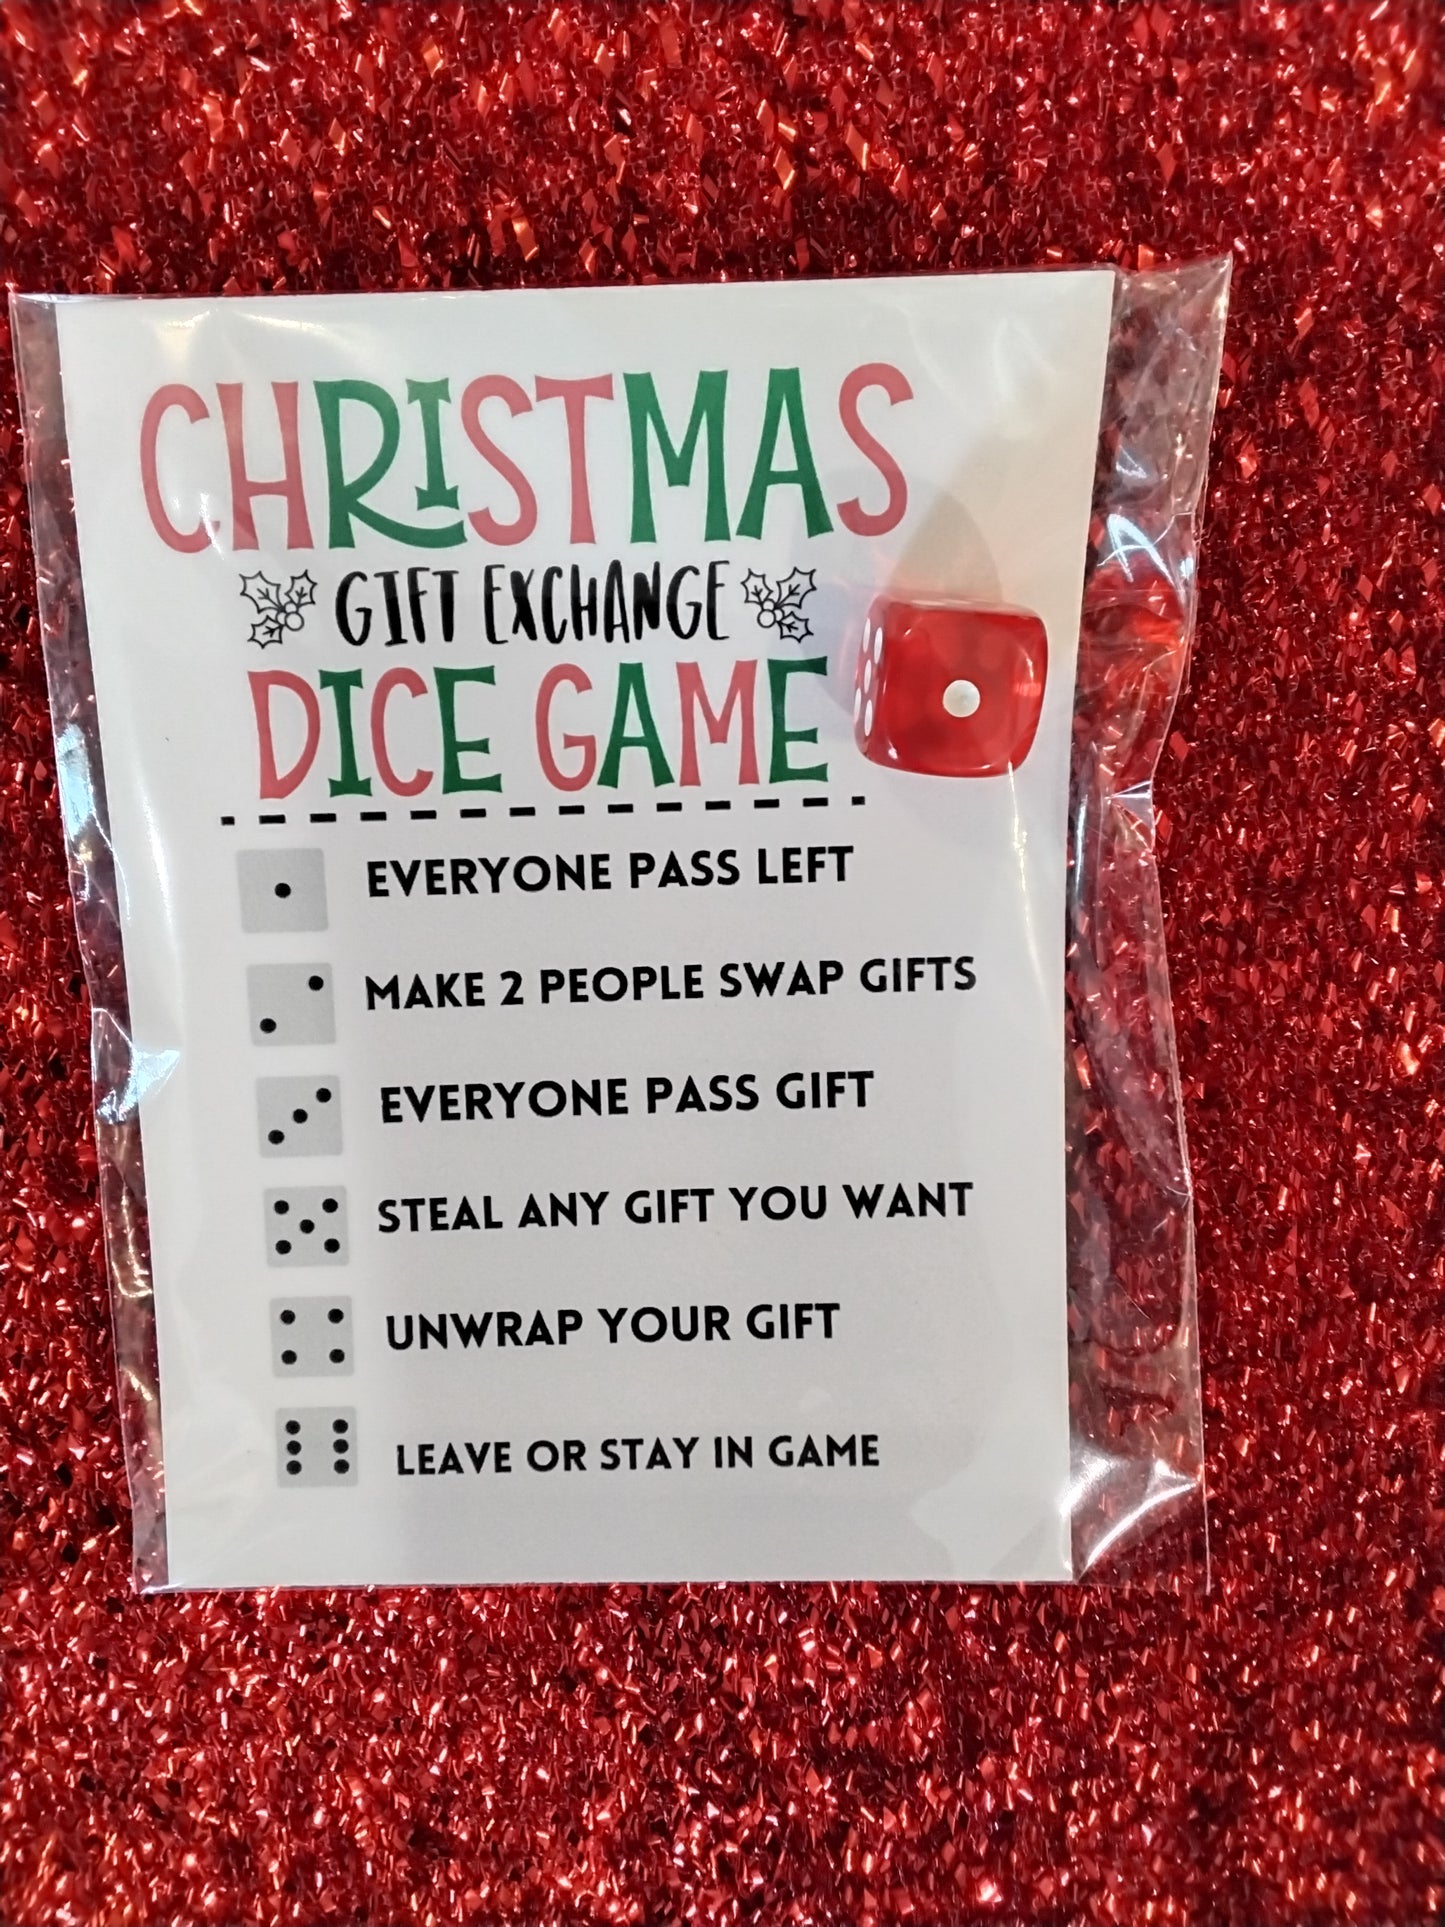 CHRISTMAS
GIFT EXCHANGE
DICE GAME
EVERYONE PASS LEFT
MAKE 2 PEOPLE SWAP GIFTS
EVERYONE PASS GIFT
STEAL ANY GIFT YOU WANT
UNWRAP YOUR GIFT
LEAVE OR STAY IN GAME